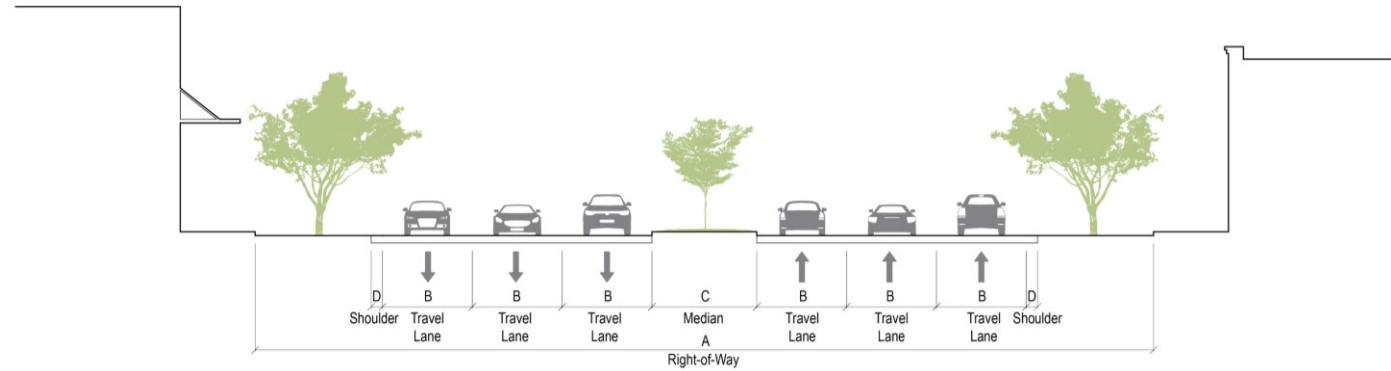 D B B B C B B B D
Shoulder Travel Travel Travel Median Travel Travel Travel Shoulder
Lane Lane Lane Lane Lane Lane
A
Right-of-Way